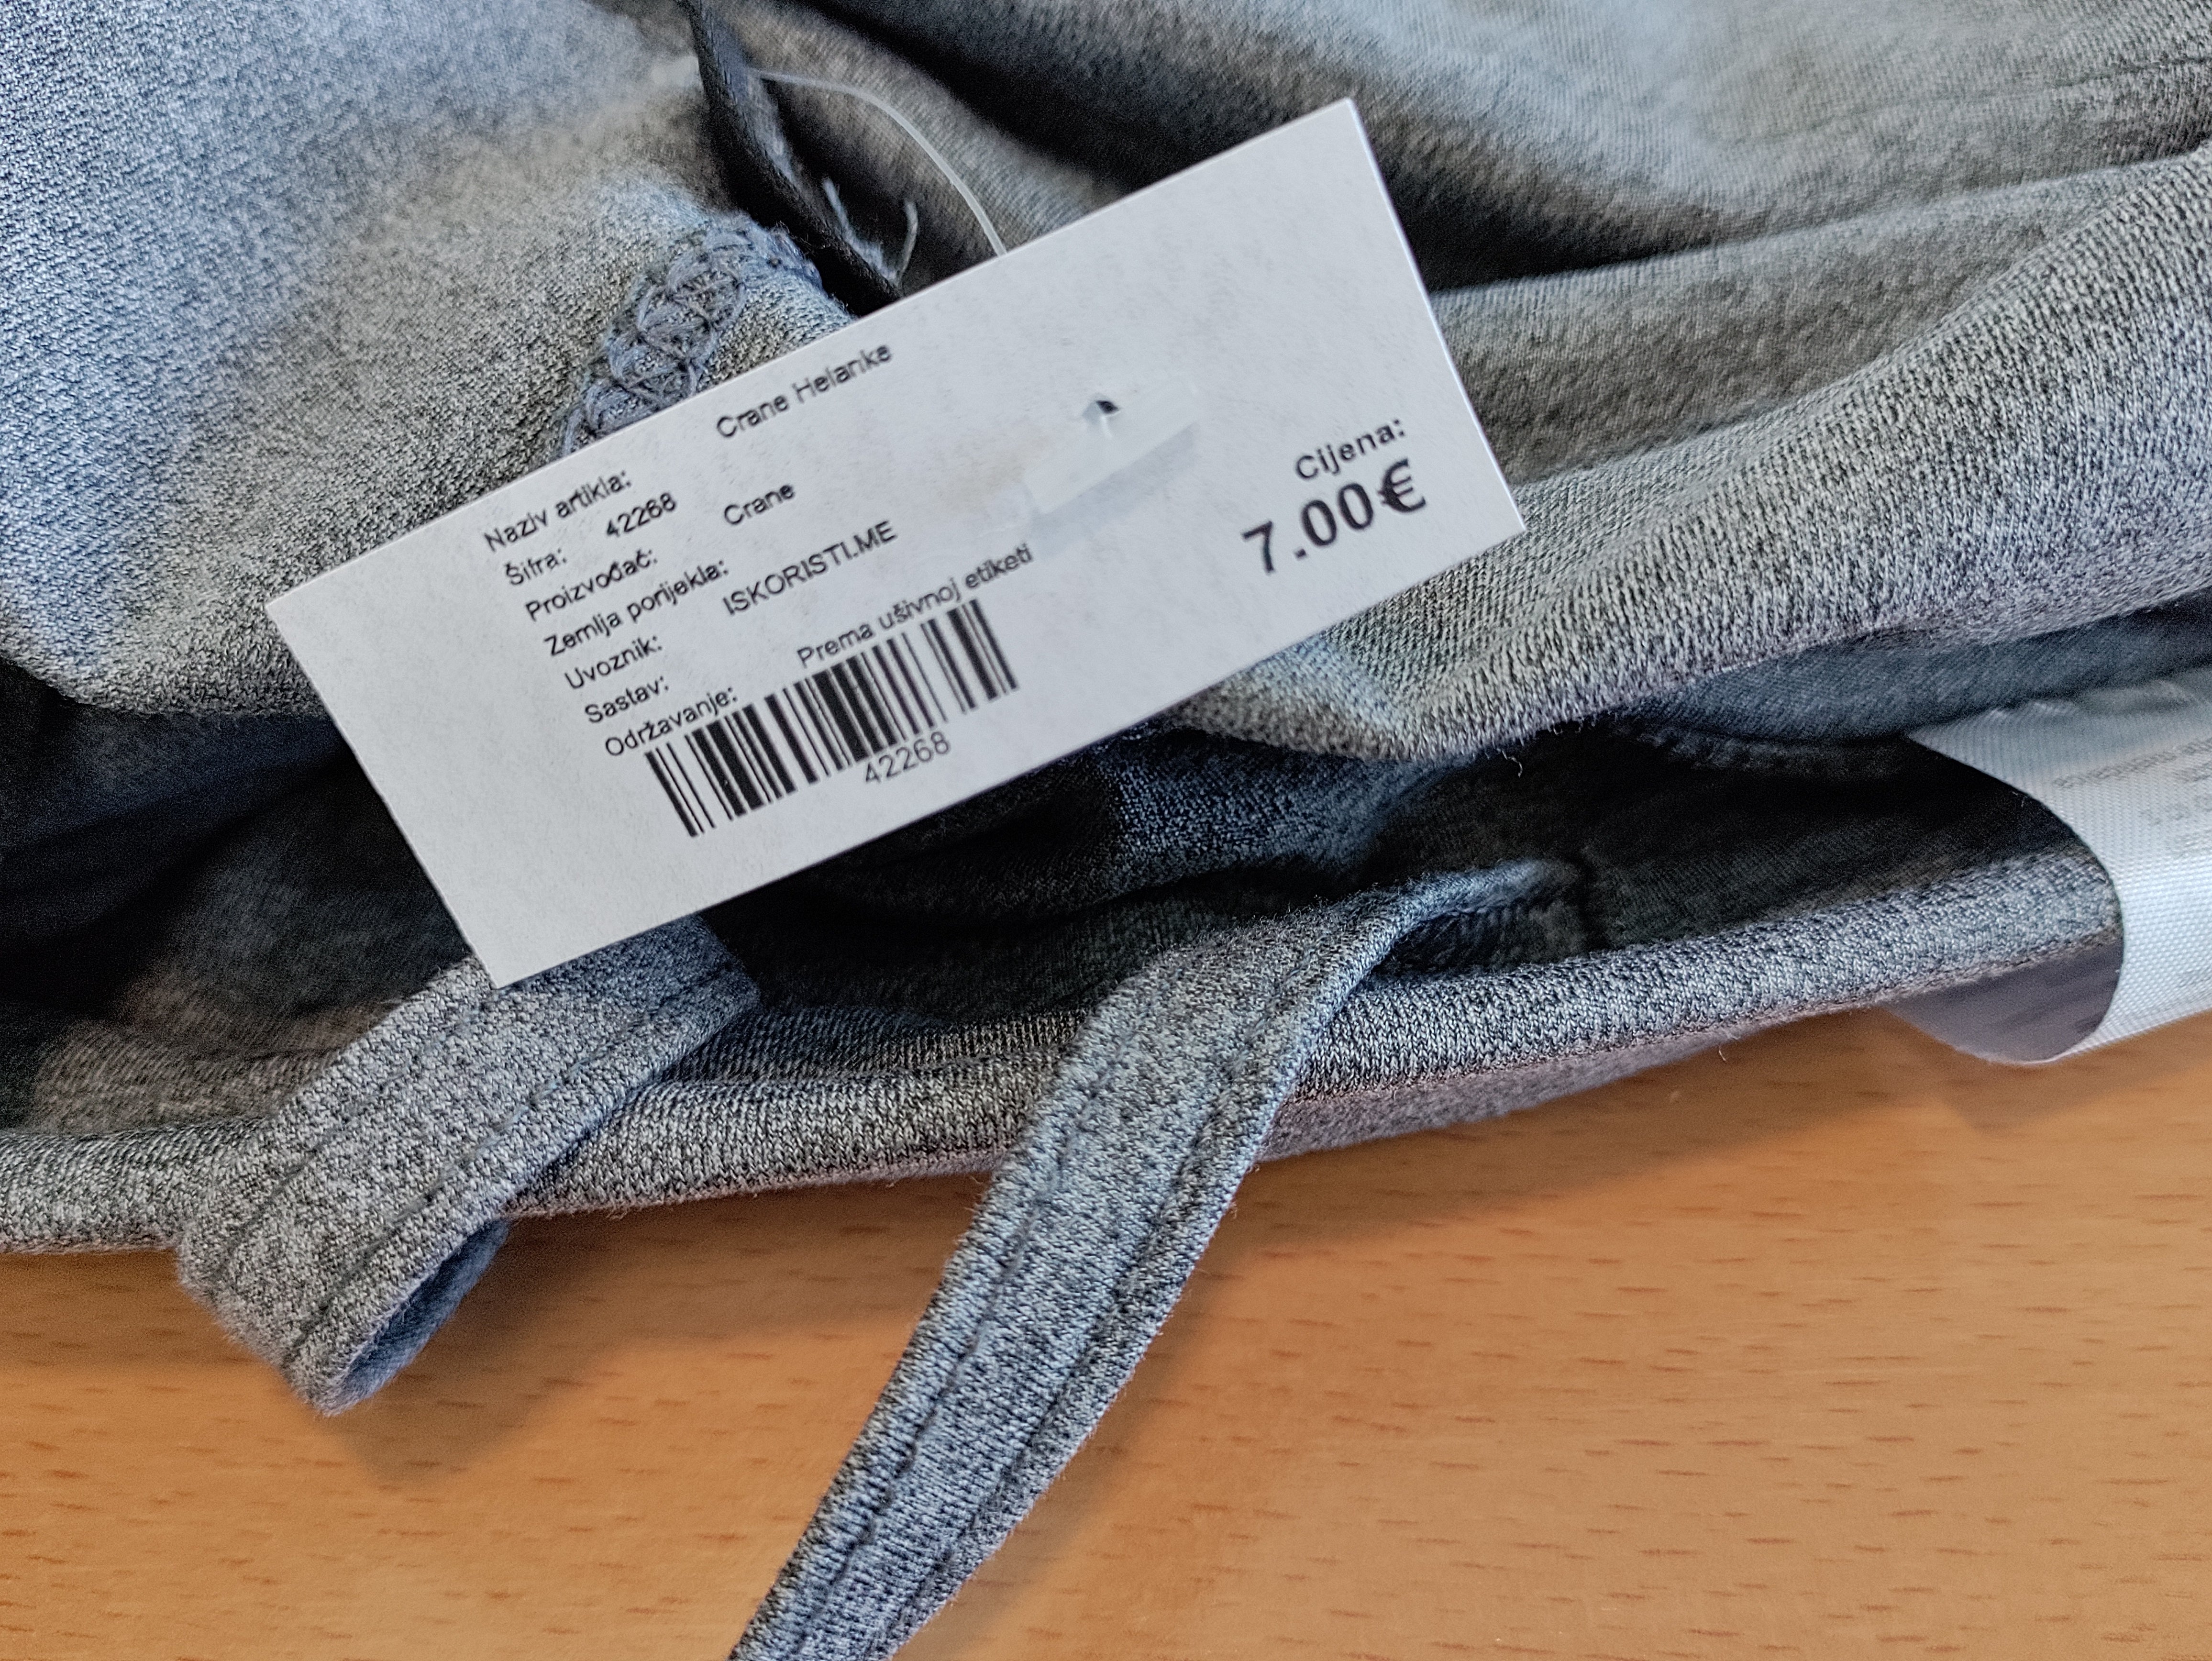 Naziv artikla: Crane Helanke
Šifra: 42268
Proizvođač: Crane
Zemlja porijekla:
Uvoznik: ISKORISTI.ME
Sastav:
Održavanje: Prema ušivnoj etiketi
42268
Cijena:
7.00€